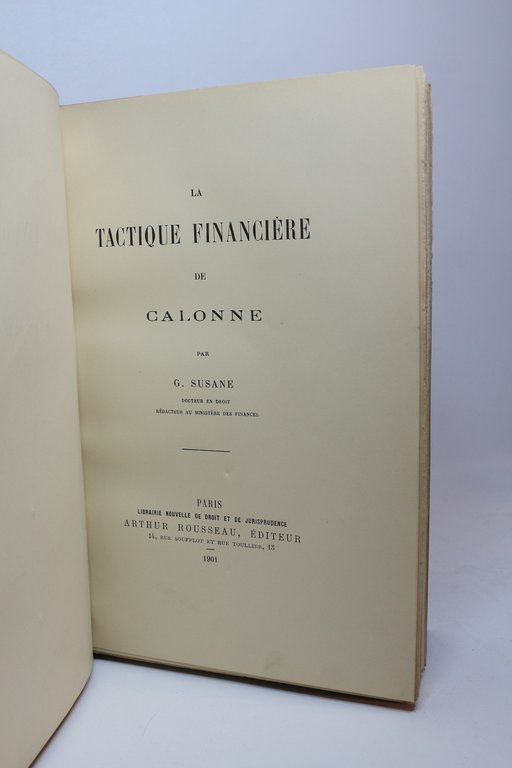 LA
TACTIQUE FINANCIÈRE
DE
CALONNE
PAR
G. SUSANE
DOCTEUR EN DROIT
RÉDACTEUR AU MINISTÈRE DES FINANCES
PARIS
LIBRAIRIE NOUVELLE DE DROIT ET DE JURISPRUDENCE
ARTHUR ROUSSEAU, ÉDITEUR
14, RUE SOUFFLOT ET RUE TOULLIER, 13
1901